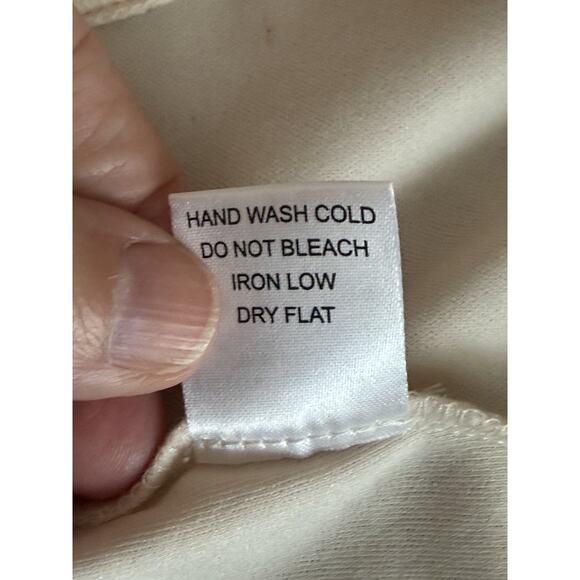 HAND WASH COLD
DO NOT BLEACH
IRON LOW
DRY FLAT